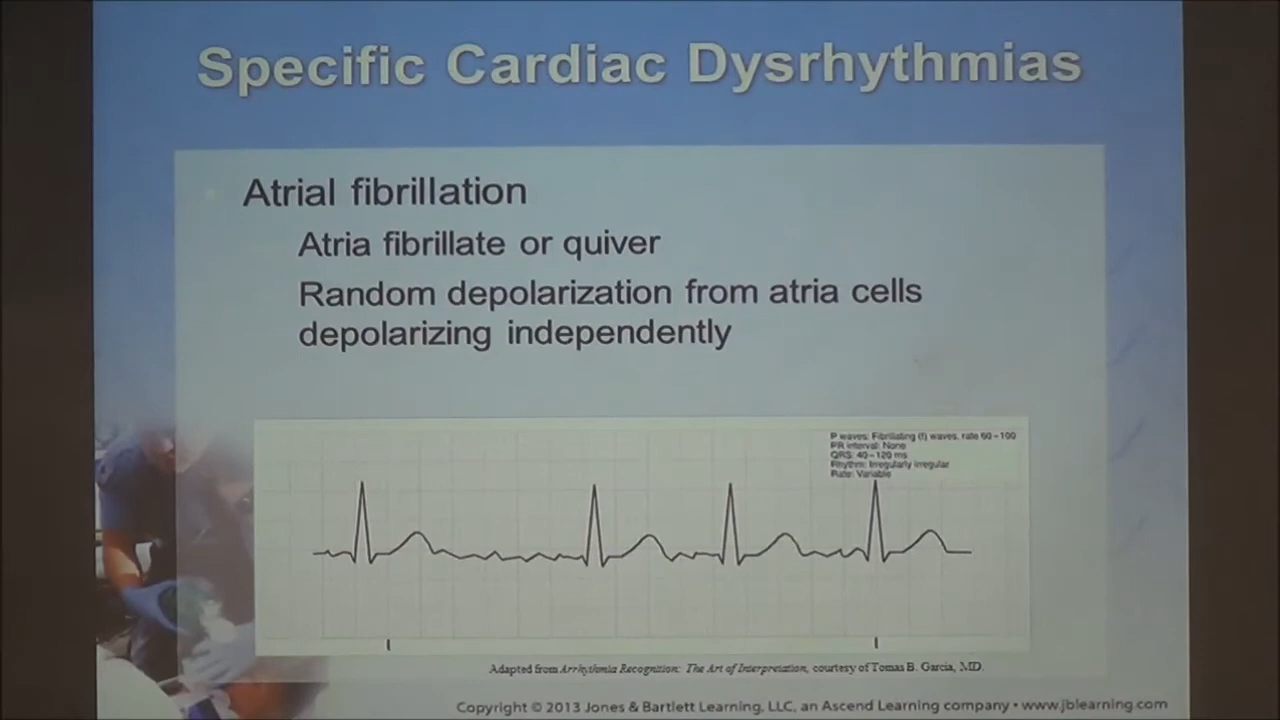 Specific Cardiac Dysrhythmias
Atrial fibrillation
Atria fibrillate or quiver
Random depolarization from atria cells
depolarizing independently
P waves: Fibrillating (f) waves, rate 60–100
PR interval: None
QRS: 40–120 ms
Rhythm: Irregularly irregular
Rate: Variable
Adapted from Arrhythmia Recognition: The Art of Interpretation, courtesy of Tomas B. Garcia, MD.
Copyright © 2013 Jones & Bartlett Learning, LLC, an Ascend Learning company • www.jblearning.com